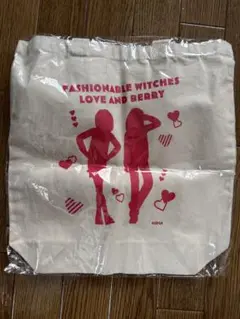 FASHIONABLE WITCHES
LOVE AND BERRY